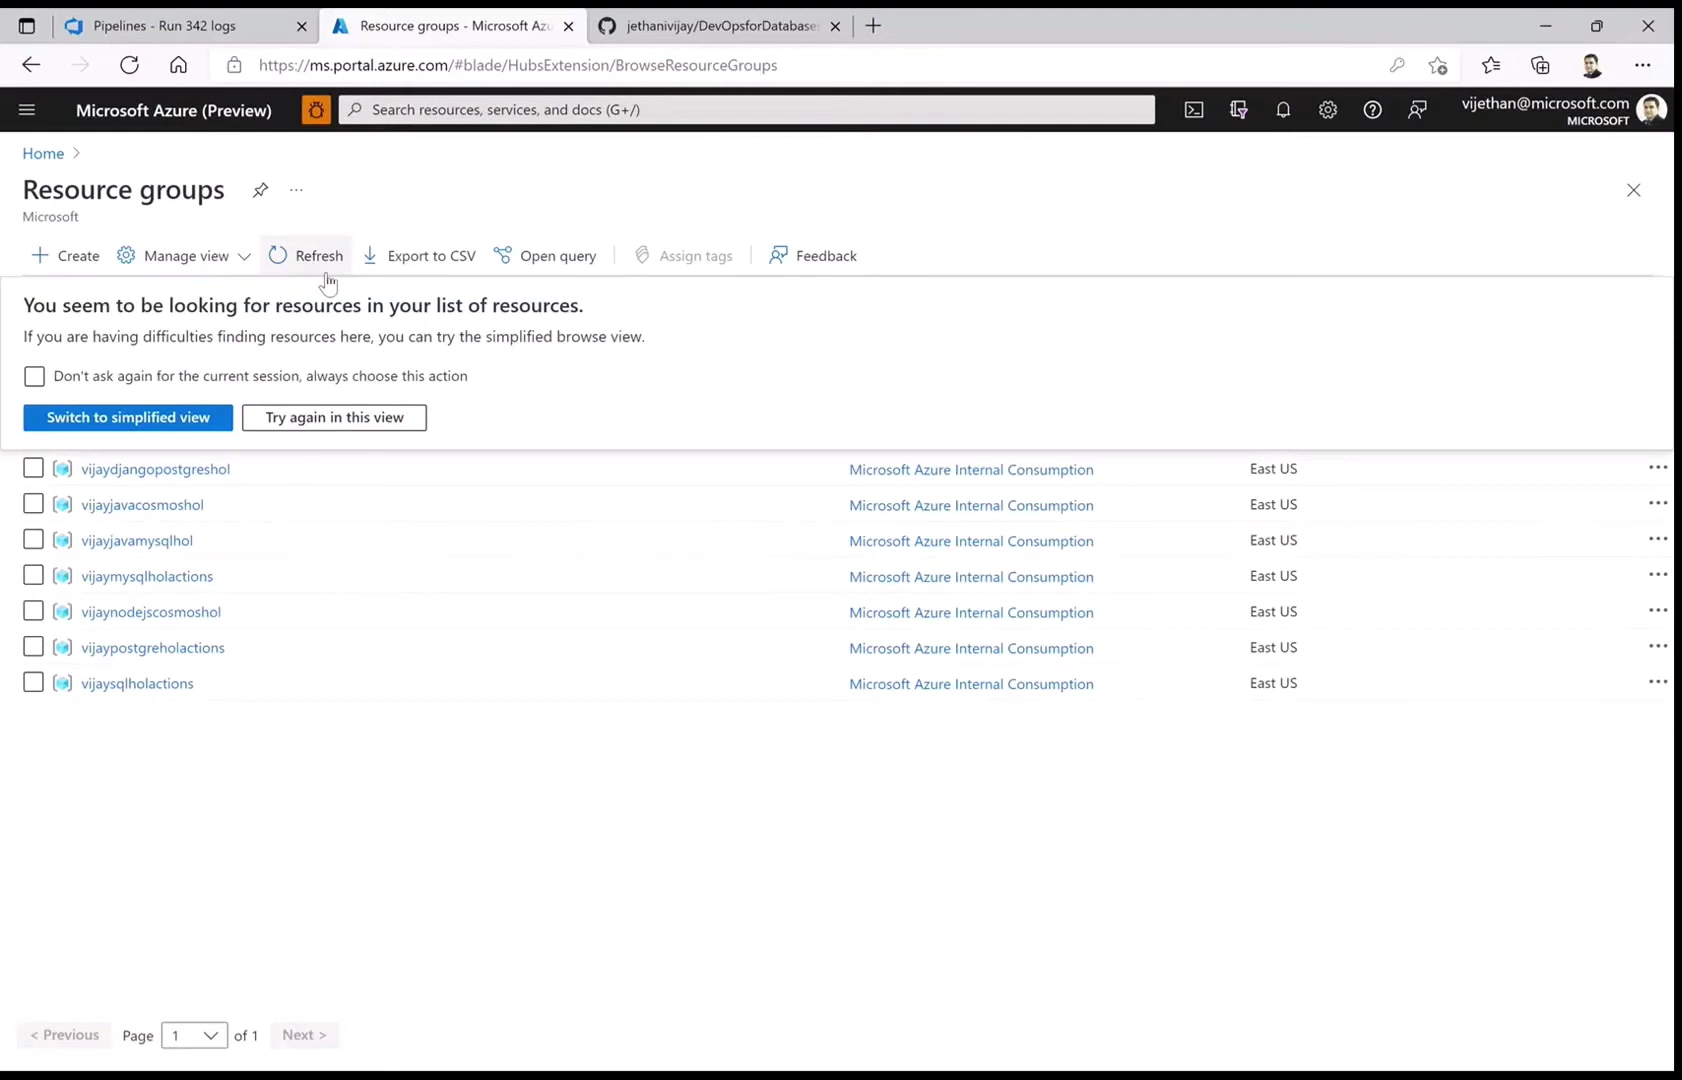 Pipelines - Run 342 logs
Resource groups - Microsoft Azu
jethanivijay/DevOpsforDatabase
https://ms.portal.azure.com/#blade/HubsExtension/BrowseResourceGroups
Microsoft Azure (Preview)
Search resources, services, and docs (G+/)
vijethan@microsoft.com
MICROSOFT
Home >
Resource groups
Microsoft
Create
Manage view
Refresh
Export to CSV
Open query
Assign tags
Feedback
You seem to be looking for resources in your list of resources.
If you are having difficulties finding resources here, you can try the simplified browse view.
Don't ask again for the current session, always choose this action
Switch to simplified view
Try again in this view
vijaydjangopostgreshol Microsoft Azure Internal Consumption East US
vijayjavacosmoshol Microsoft Azure Internal Consumption East US
vijayjavamysqlhol Microsoft Azure Internal Consumption East US
vijaymysqlholactions Microsoft Azure Internal Consumption East US
vijaynodejscosmoshol Microsoft Azure Internal Consumption East US
vijaypostgreholactions Microsoft Azure Internal Consumption East US
vijaysqlholactions Microsoft Azure Internal Consumption East US
< Previous Page 1 of 1 Next >